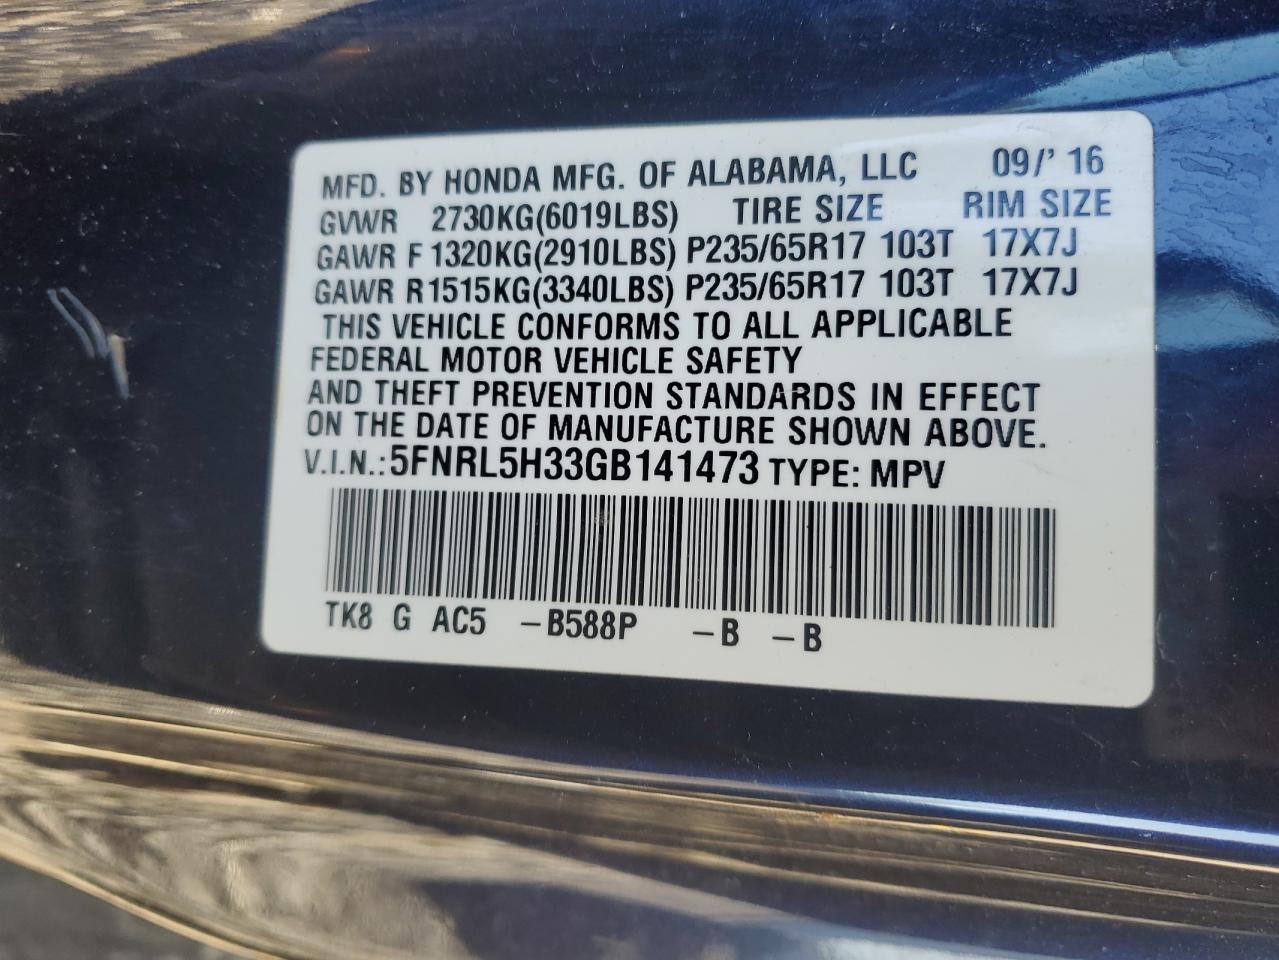 MFD. BY HONDA MFG. OF ALABAMA, LLC 09/' 16
GVWR 2730KG(6019LBS) TIRE SIZE RIM SIZE
GAWR F 1320KG(2910LBS) P235/65R17 103T 17X7J
GAWR R1515KG(3340LBS) P235/65R17 103T 17X7J
THIS VEHICLE CONFORMS TO ALL APPLICABLE
FEDERAL MOTOR VEHICLE SAFETY
AND THEFT PREVENTION STANDARDS IN EFFECT
ON THE DATE OF MANUFACTURE SHOWN ABOVE.
V.I.N.: 5FNRL5H33GB141473 TYPE: MPV
TK8 G AC5 -B588P -B -B